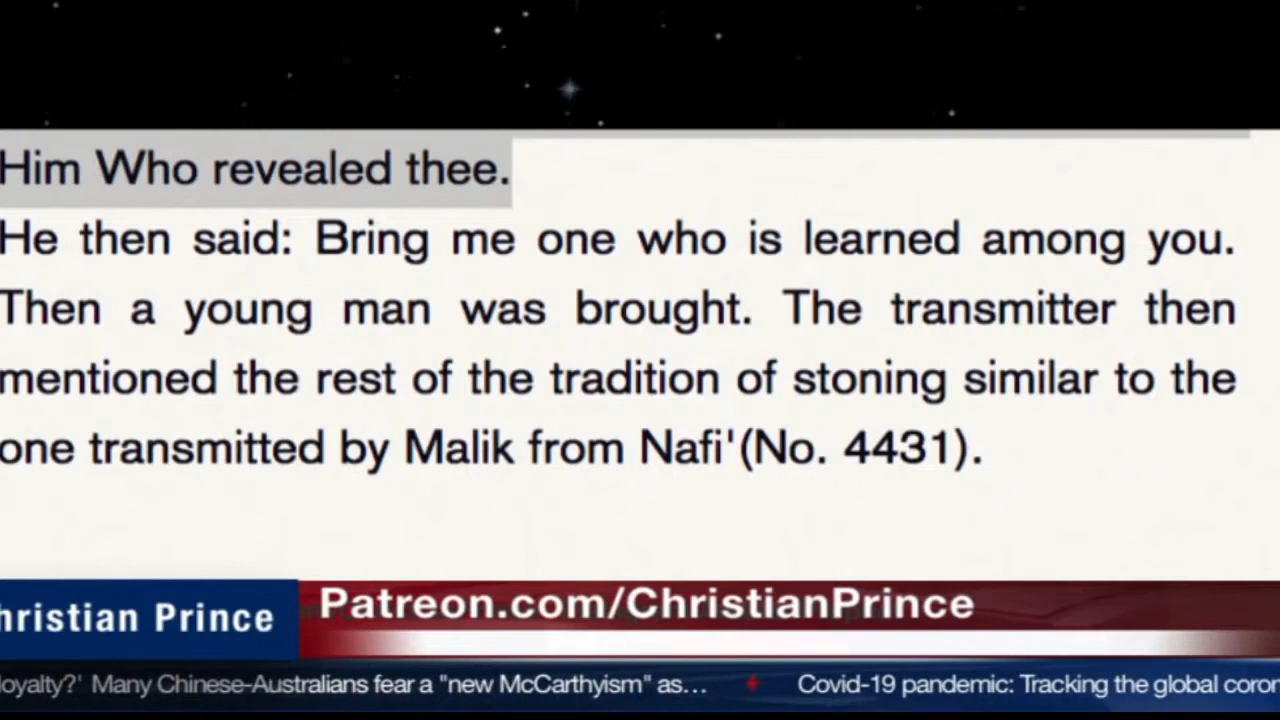 Him Who revealed thee.
He then said: Bring me one who is learned among you.
Then a young man was brought. The transmitter then
mentioned the rest of the tradition of stoning similar to the
one transmitted by Malik from Nafi'(No. 4431).
hristian Prince
Patreon.com/ChristianPrince
loyalty?' Many Chinese-Australians fear a "new McCarthyism" as… Covid-19 pandemic: Tracking the global coron